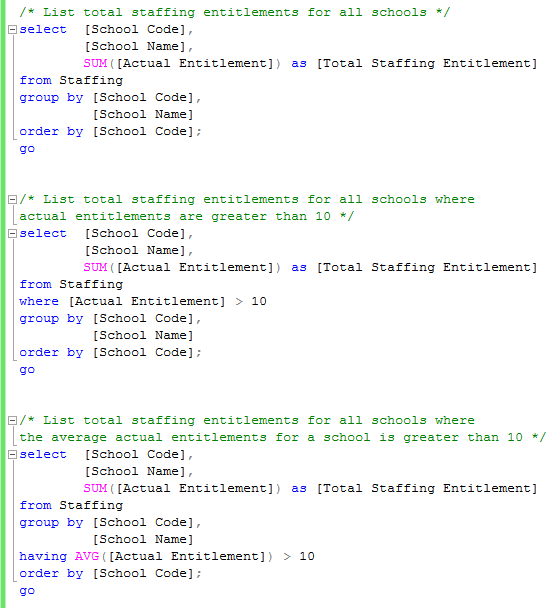 /* List total staffing entitlements for all schools */
select [School Code],
[School Name],
SUM([Actual Entitlement]) as [Total Staffing Entitlement]
from Staffing
group by [School Code],
[School Name]
order by [School Code];
go
/* List total staffing entitlements for all schools where
actual entitlements are greater than 10 */
select [School Code],
[School Name],
SUM([Actual Entitlement]) as [Total Staffing Entitlement]
from Staffing
where [Actual Entitlement] > 10
group by [School Code],
[School Name]
order by [School Code];
go
/* List total staffing entitlements for all schools where
the average actual entitlements for a school is greater than 10 */
select [School Code],
[School Name],
SUM([Actual Entitlement]) as [Total Staffing Entitlement]
from Staffing
group by [School Code],
[School Name]
having AVG([Actual Entitlement]) > 10
order by [School Code];
go